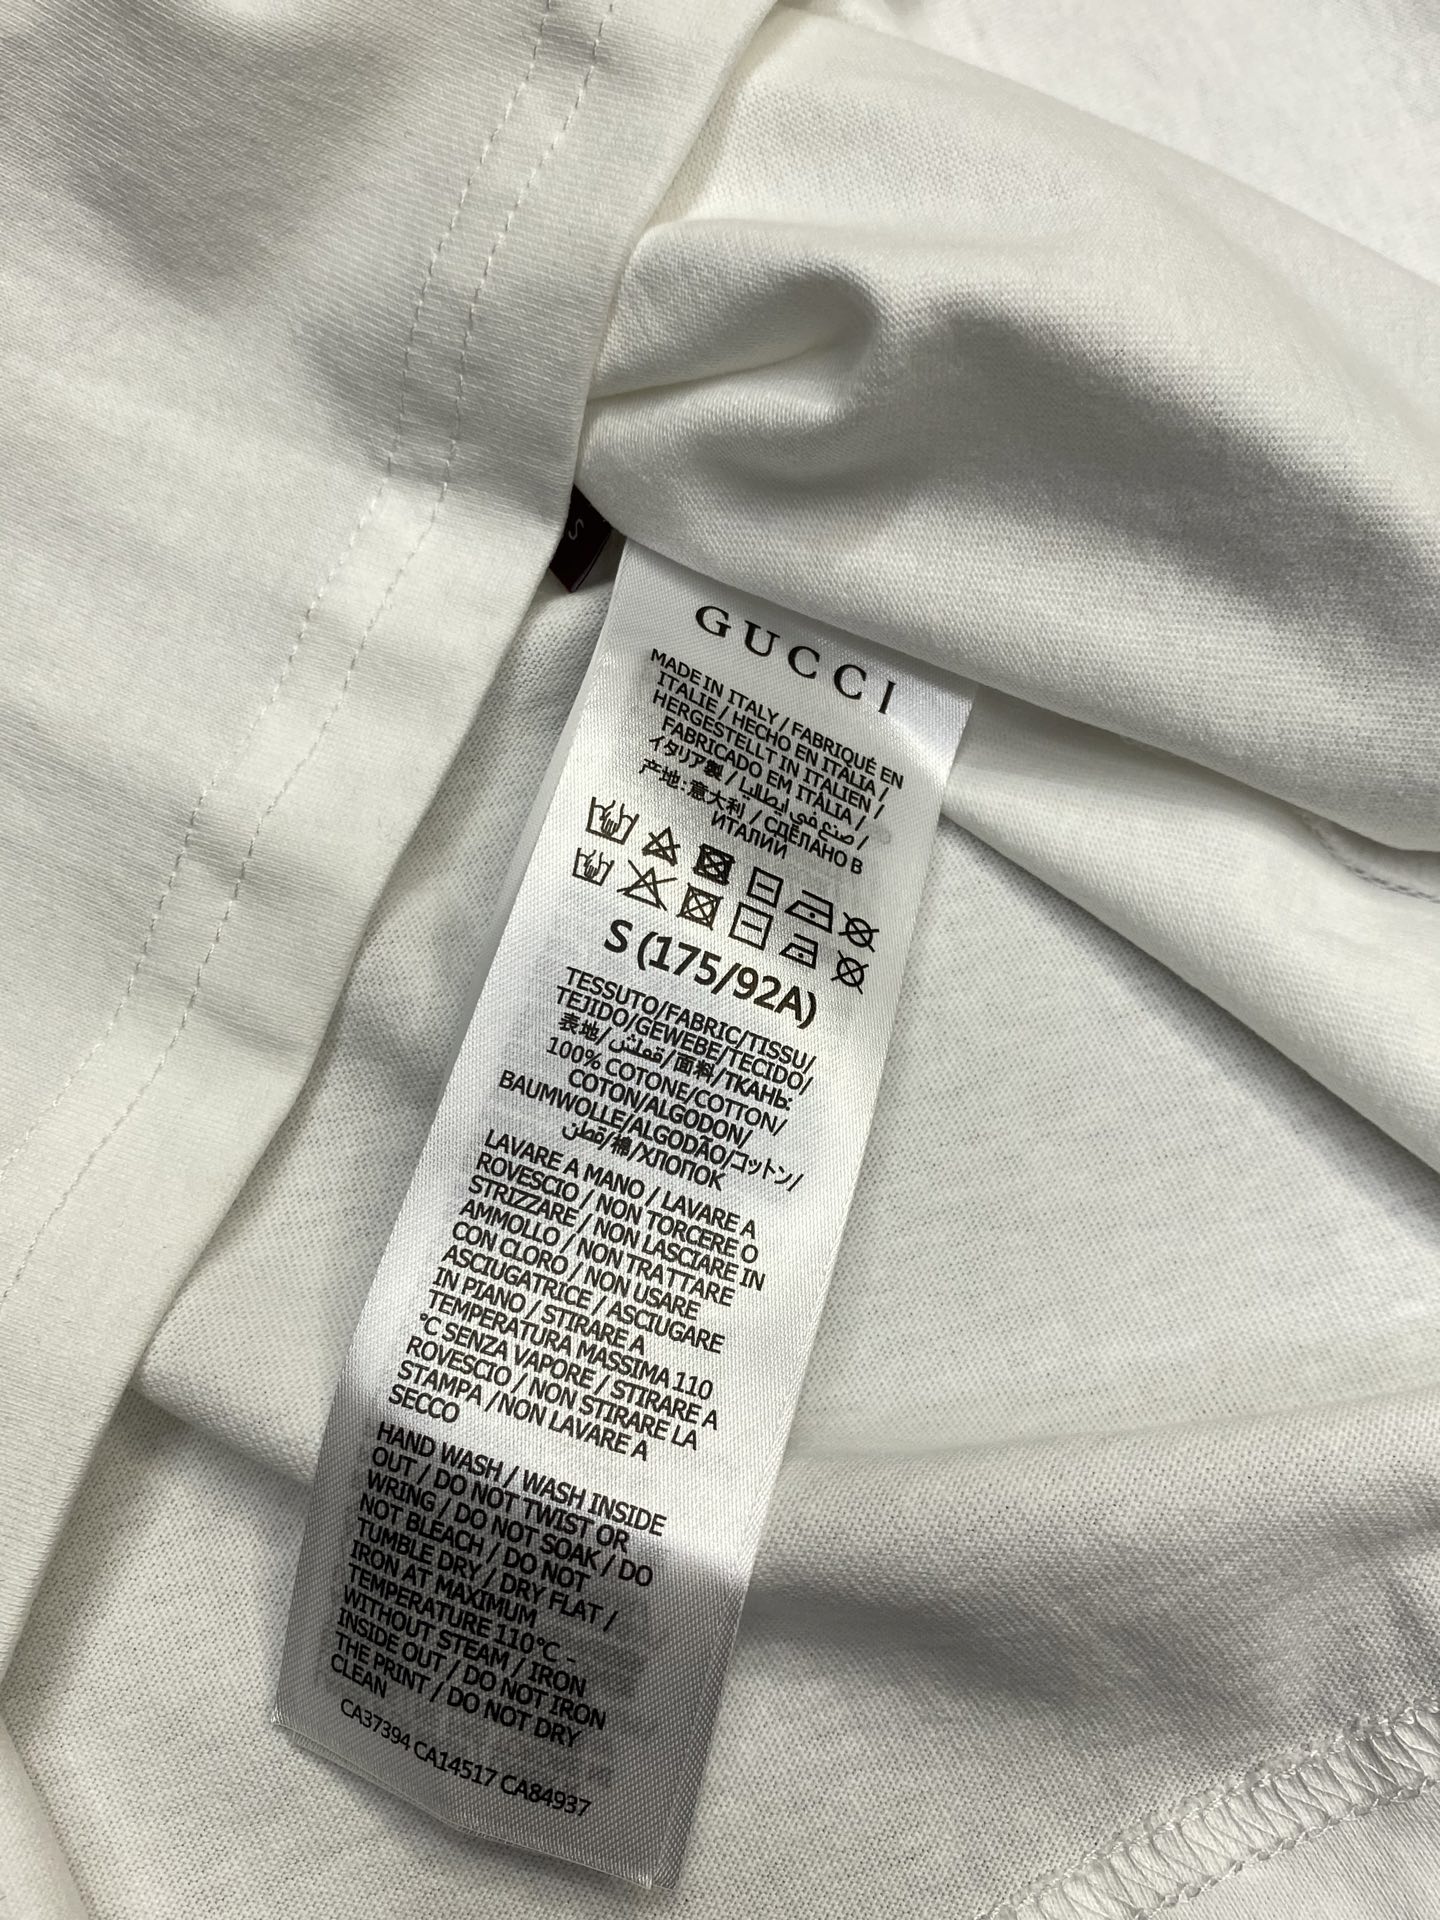 S
GUCCI
MADE IN ITALY / FABRIQUÉ EN
ITALIE / HECHO EN ITALIA /
HERGESTELLT IN ITALIEN /
FABRICADO EM ITÁLIA /
イタリア製 / صنع في ايطاليا /
产地:意大利 / СДЕЛАНО В
ИТАЛИИ
S (175/92A)
TESSUTO/FABRIC/TISSU/
TEJIDO/GEWEBE/TECIDO/
表地/قماش/面料/ТКАНЬ:
100% COTONE/COTTON/
COTON/ALGODON/
BAUMWOLLE/ALGODÃO/コットン/
قطن/棉/ХЛОПОК
LAVARE A MANO / LAVARE A
ROVESCIO / NON TORCERE O
STRIZZARE / NON LASCIARE IN
AMMOLLO / NON TRATTARE
CON CLORO / NON USARE
ASCIUGATRICE / ASCIUGARE
IN PIANO / STIRARE A
TEMPERATURA MASSIMA 110
°C SENZA VAPORE / STIRARE A
ROVESCIO / NON STIRARE LA
STAMPA /NON LAVARE A
SECCO
HAND WASH / WASH INSIDE
OUT / DO NOT TWIST OR
WRING / DO NOT SOAK / DO
NOT BLEACH / DO NOT
TUMBLE DRY / DRY FLAT /
IRON AT MAXIMUM
TEMPERATURE 110°C -
WITHOUT STEAM / IRON
INSIDE OUT / DO NOT IRON
THE PRINT / DO NOT DRY
CLEAN
CA37394 CA14517 CA84937